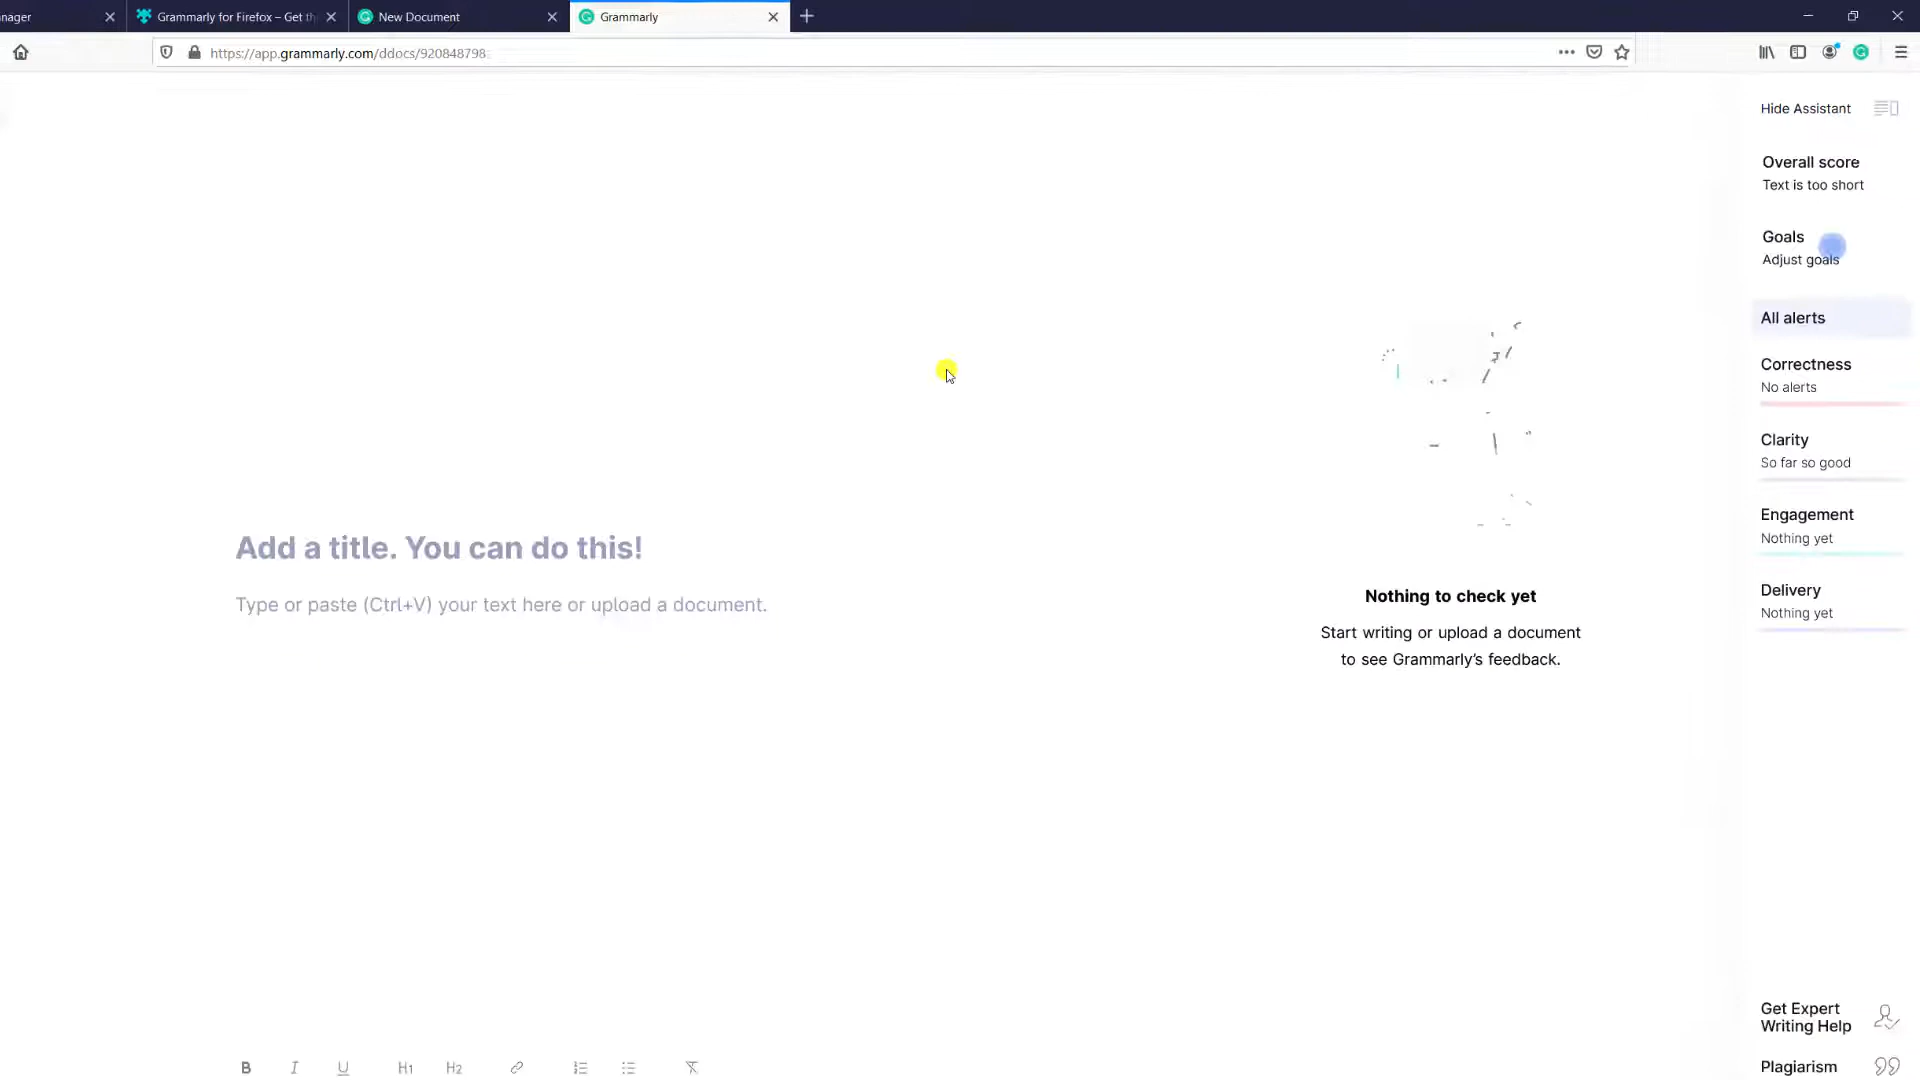 nager
Grammarly for Firefox – Get th
New Document
Grammarly
https://app.grammarly.com/ddocs/920848798
Hide Assistant
Overall score
Text is too short
Goals
Adjust goals
All alerts
Correctness
No alerts
Clarity
So far so good
Engagement
Nothing yet
Delivery
Nothing yet
Add a title. You can do this!
Type or paste (Ctrl+V) your text here or upload a document.
Nothing to check yet
Start writing or upload a document
to see Grammarly's feedback.
Get Expert
Writing Help
Plagiarism
B I U H1 H2